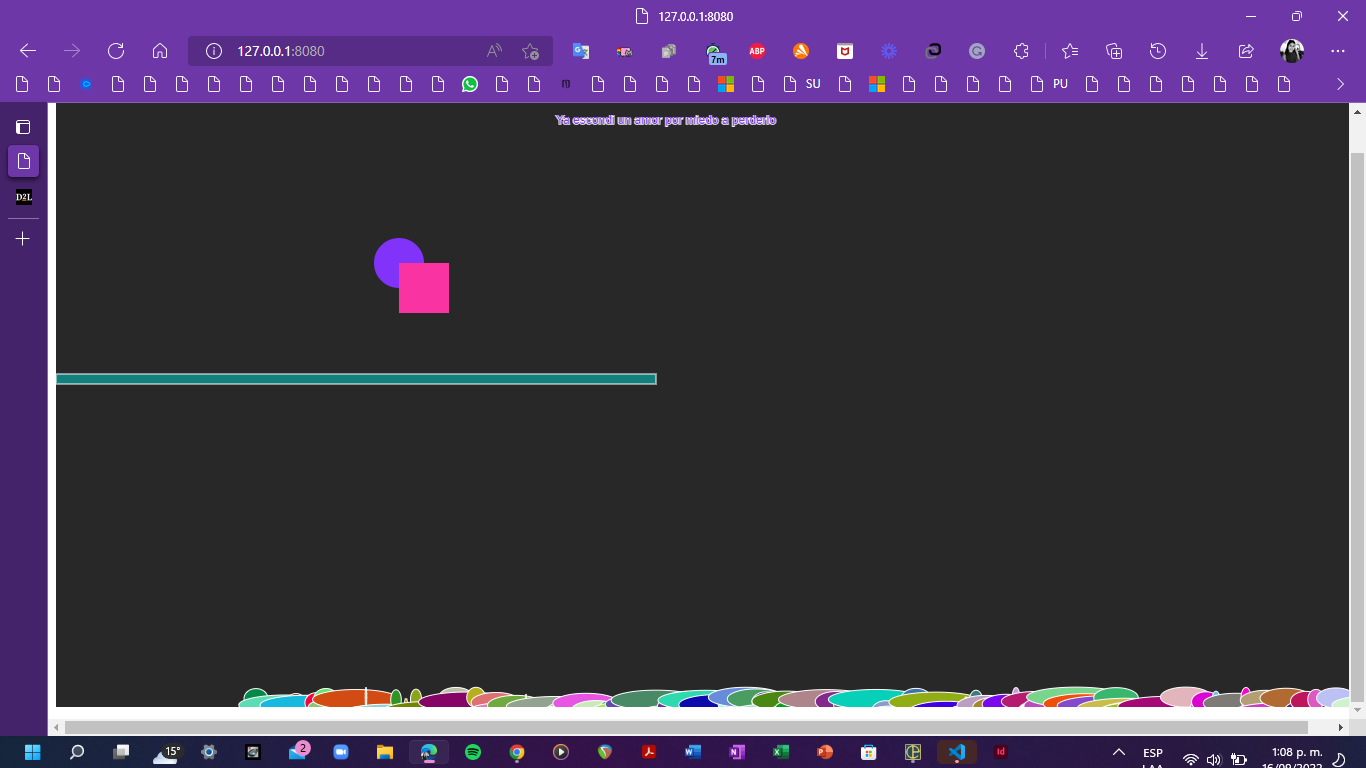 127.0.0.1:8080
127.0.0.1:8080
A
7m
ABP
SU
PU
Ya escondi un amor por miedo a perderlo
D2L
15°
2
ESP
LAA
1:08 p. m.
16/09/2022